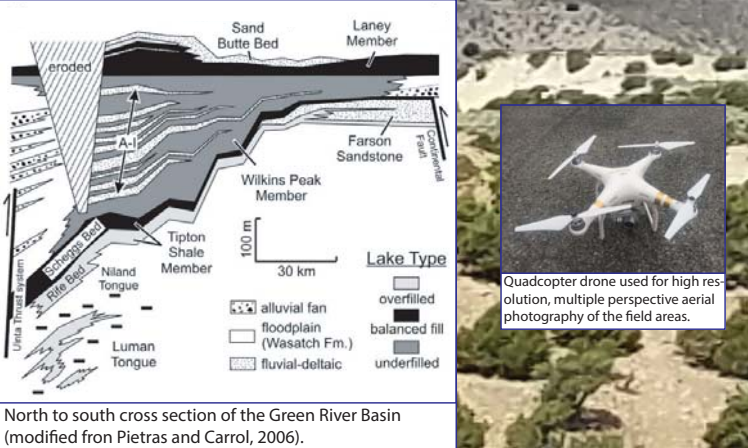 Sand
Butte Bed
Laney
Member
eroded
A-I
Farson
Sandstone
Continental
Fault
Wilkins Peak
Member
100 m
30 km
Tipton
Shale
Member
Scheggs Bed
Rife Bed
Niland
Tongue
Luman
Tongue
Uinta Thrust system
alluvial fan
floodplain
(Wasatch Fm.)
fluvial-deltaic
Lake Type
overfilled
balanced fill
underfilled
North to south cross section of the Green River Basin
(modified fron Pietras and Carrol, 2006).
Quadcopter drone used for high res-
olution, multiple perspective aerial
photography of the field areas.